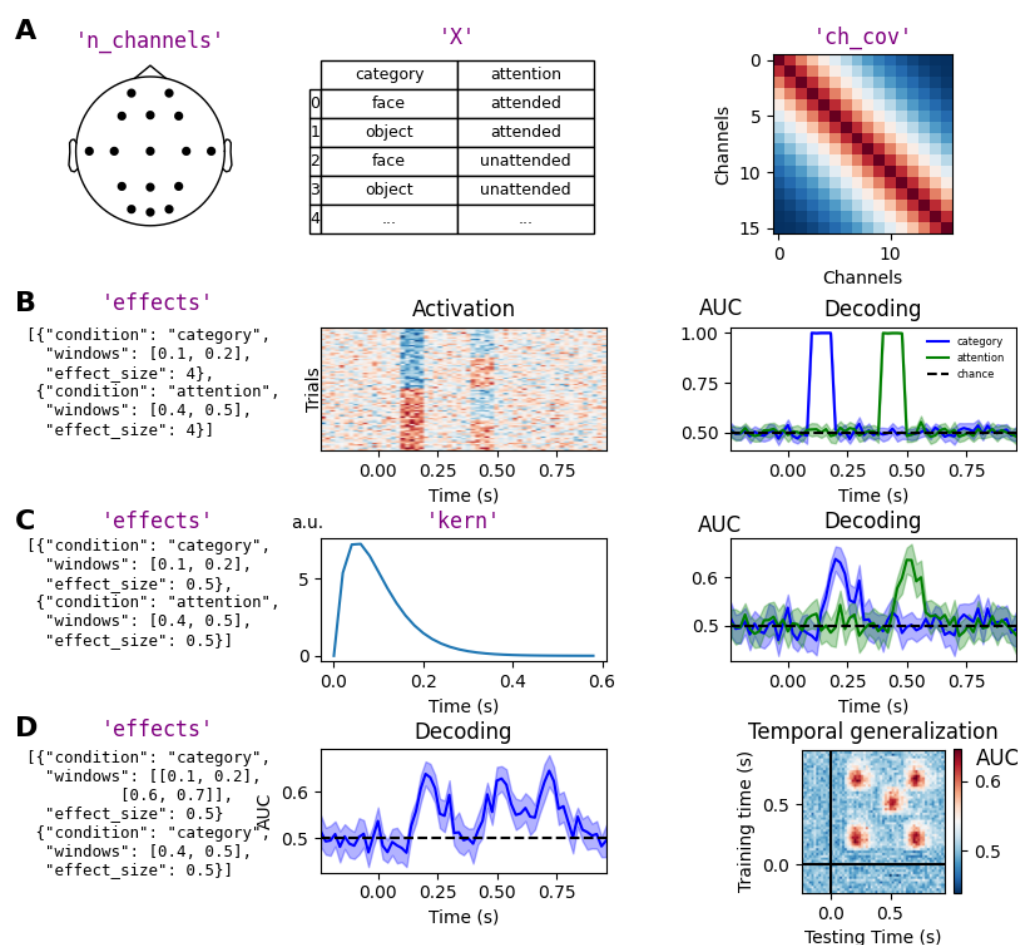 A
'n_channels'
'X'
'ch_cov'
category attention
0 face attended
1 object attended
2 face unattended
3 object unattended
4 ... ...
Channels
0
5
10
15
0 10
Channels
B
'effects'
[{"condition": "category",
"windows": [0.1, 0.2],
"effect_size": 4},
{"condition": "attention",
"windows": [0.4, 0.5],
"effect_size": 4}]
Activation
Trials
0.00 0.25 0.50 0.75
Time (s)
AUC
Decoding
1.00
0.75
0.50
category
attention
chance
0.00 0.25 0.50 0.75
Time (s)
C
'effects'
[{"condition": "category",
"windows": [0.1, 0.2],
"effect_size": 0.5},
{"condition": "attention",
"windows": [0.4, 0.5],
"effect_size": 0.5}]
a.u.
'kern'
5
0
0.0 0.2 0.4 0.6
Time (s)
AUC
Decoding
0.6
0.5
0.00 0.25 0.50 0.75
Time (s)
D
'effects'
[{"condition": "category",
"windows": [[0.1, 0.2],
[0.6, 0.7]],
"effect_size": 0.5}
{"condition": "category",
"windows": [0.4, 0.5],
"effect_size": 0.5}]
Decoding
AUC
0.6
0.5
0.00 0.25 0.50 0.75
Time (s)
Temporal generalization
Training time (s)
0.5
0.0
0.0 0.5
Testing Time (s)
AUC
0.6
0.5